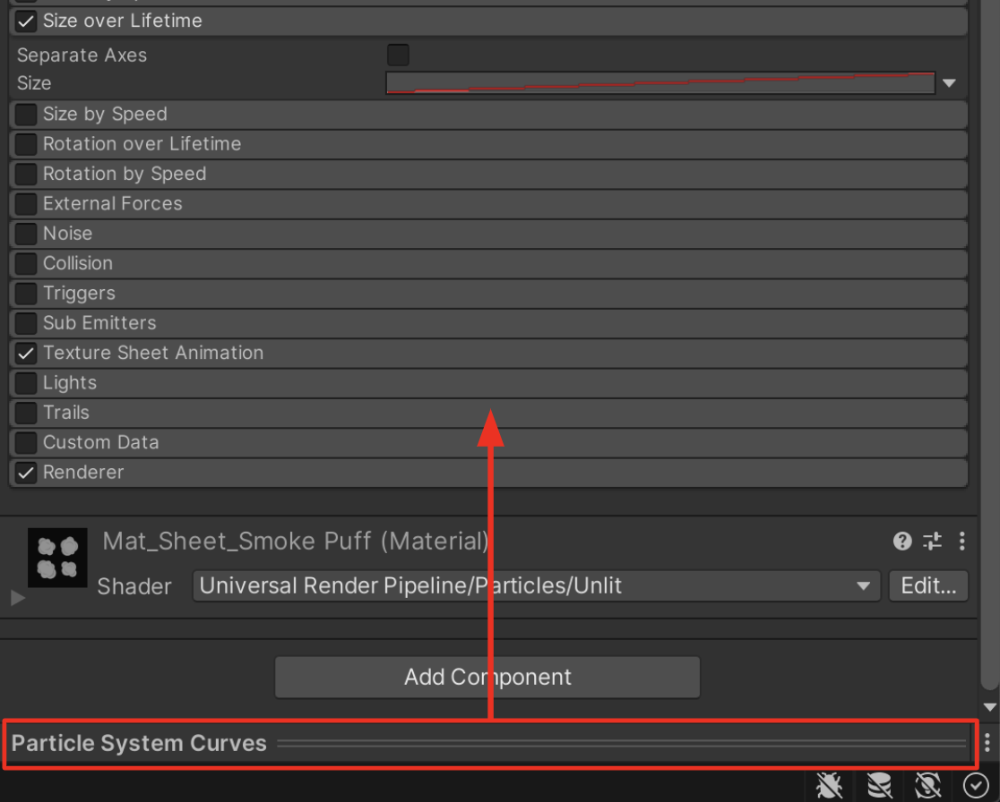 Size over Lifetime
Separate Axes
Size
Size by Speed
Rotation over Lifetime
Rotation by Speed
External Forces
Noise
Collision
Triggers
Sub Emitters
Texture Sheet Animation
Lights
Trails
Custom Data
Renderer
Mat_Sheet_Smoke Puff (Material)
Shader Universal Render Pipeline/Particles/Unlit Edit...
Add Component
Particle System Curves